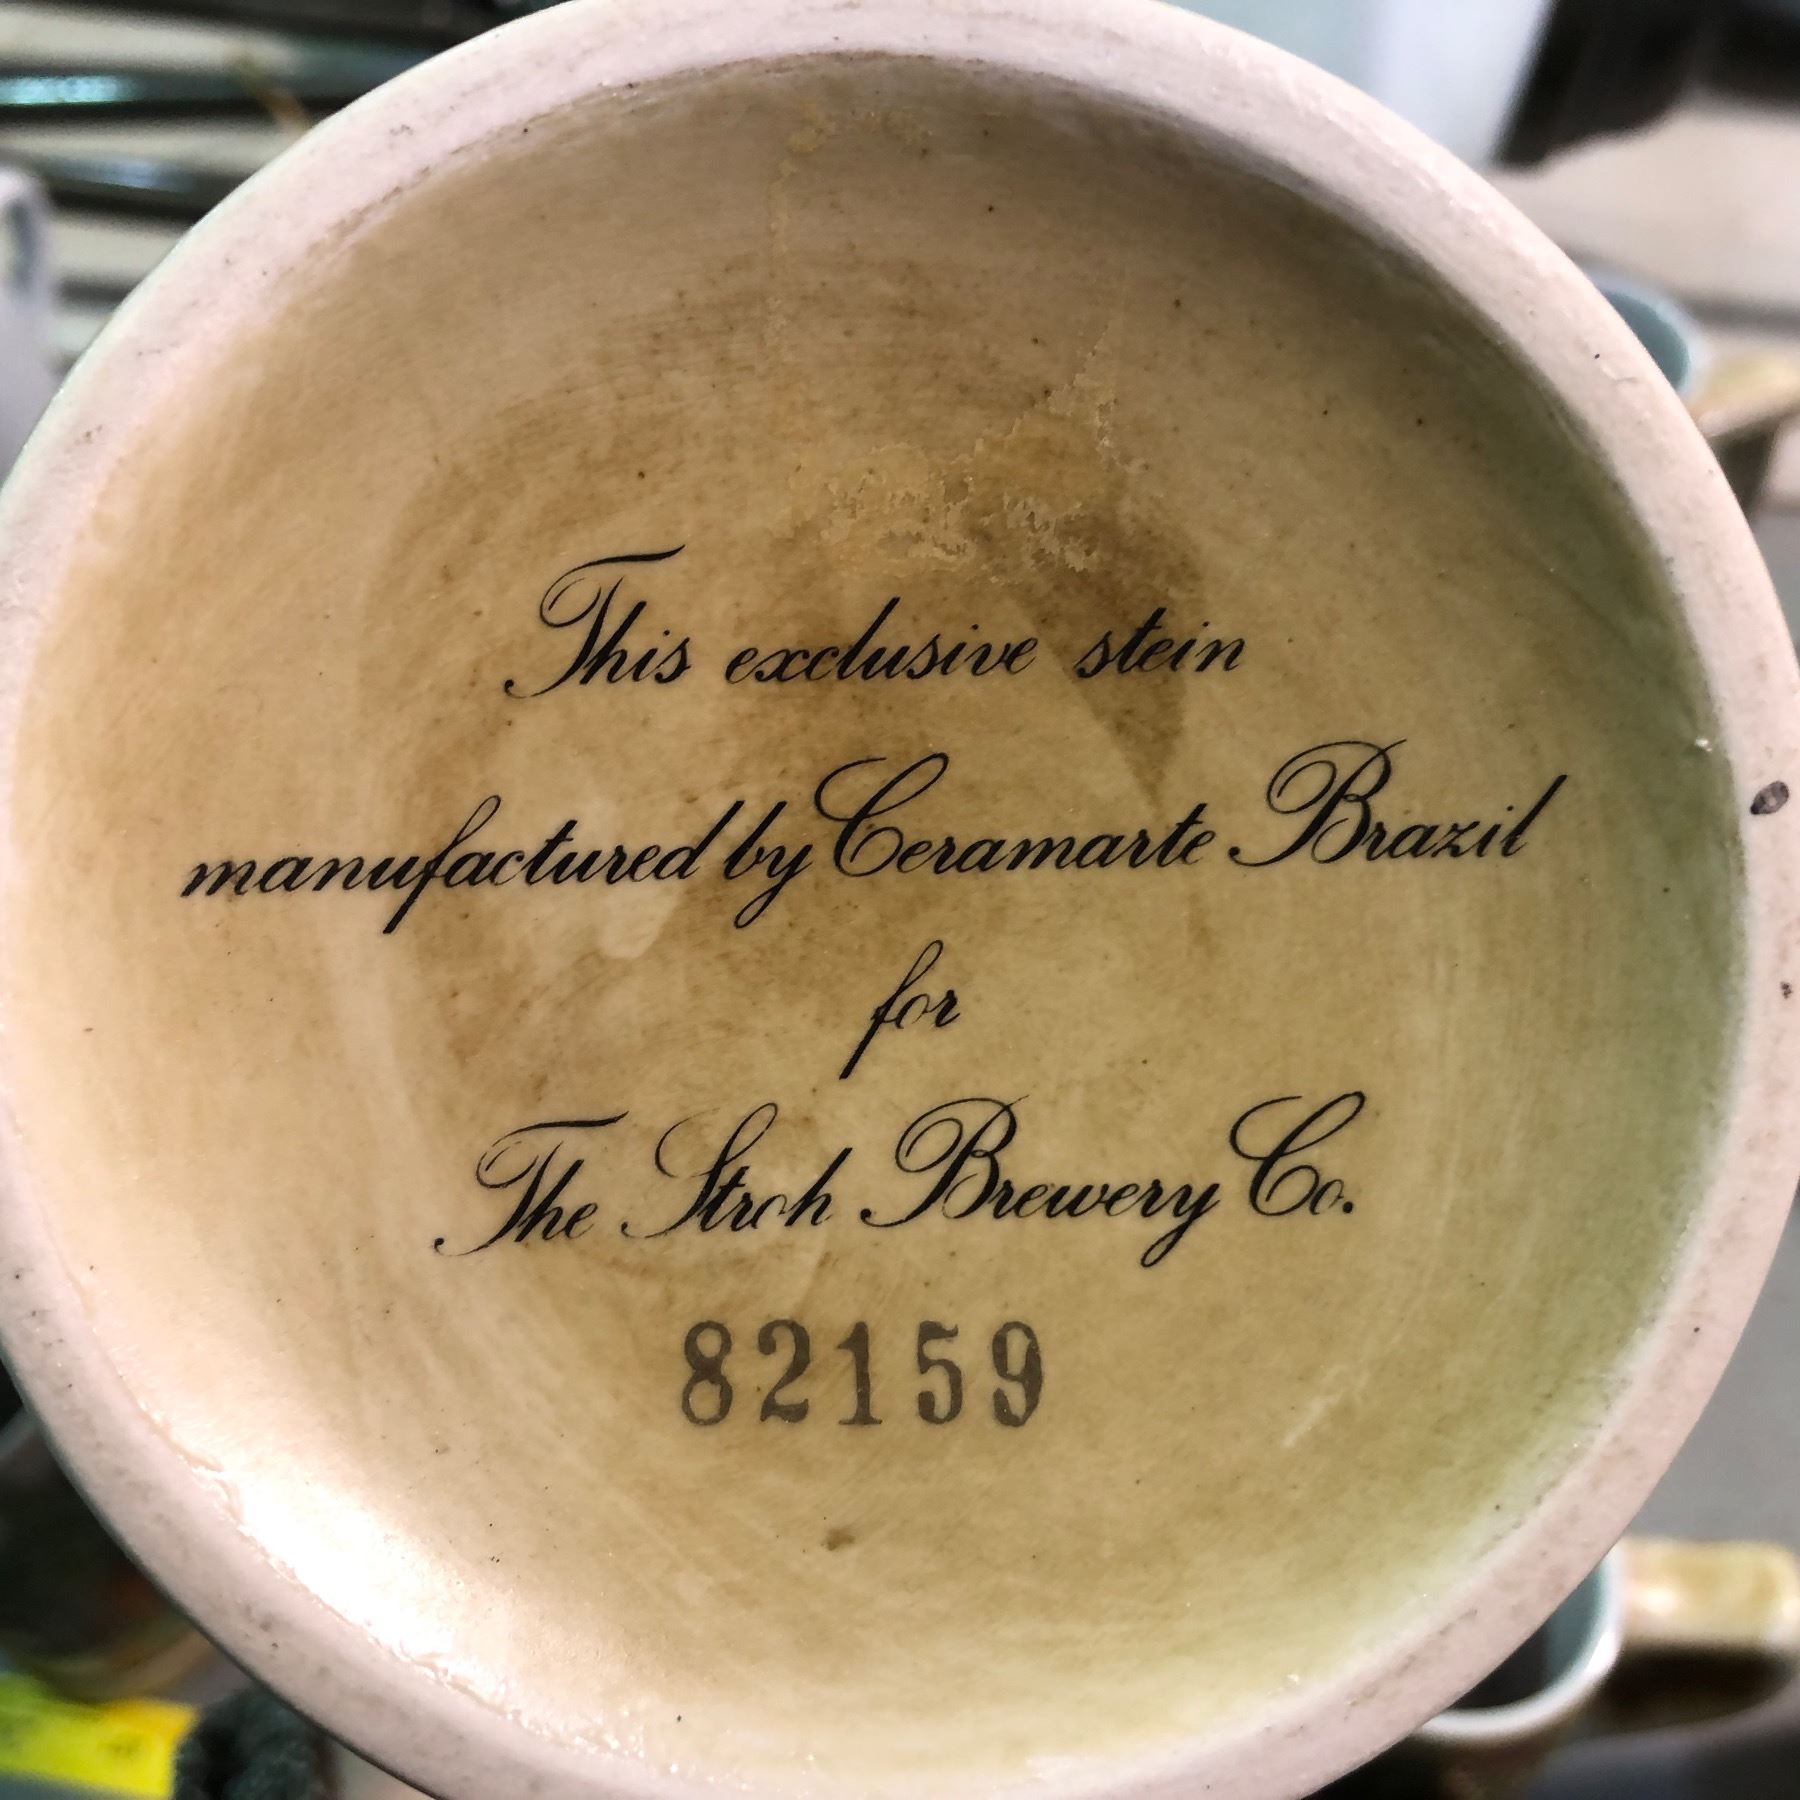 This exclusive stein
manufactured by Ceramarte Brazil
for
The Stroh Brewery Co.
82159